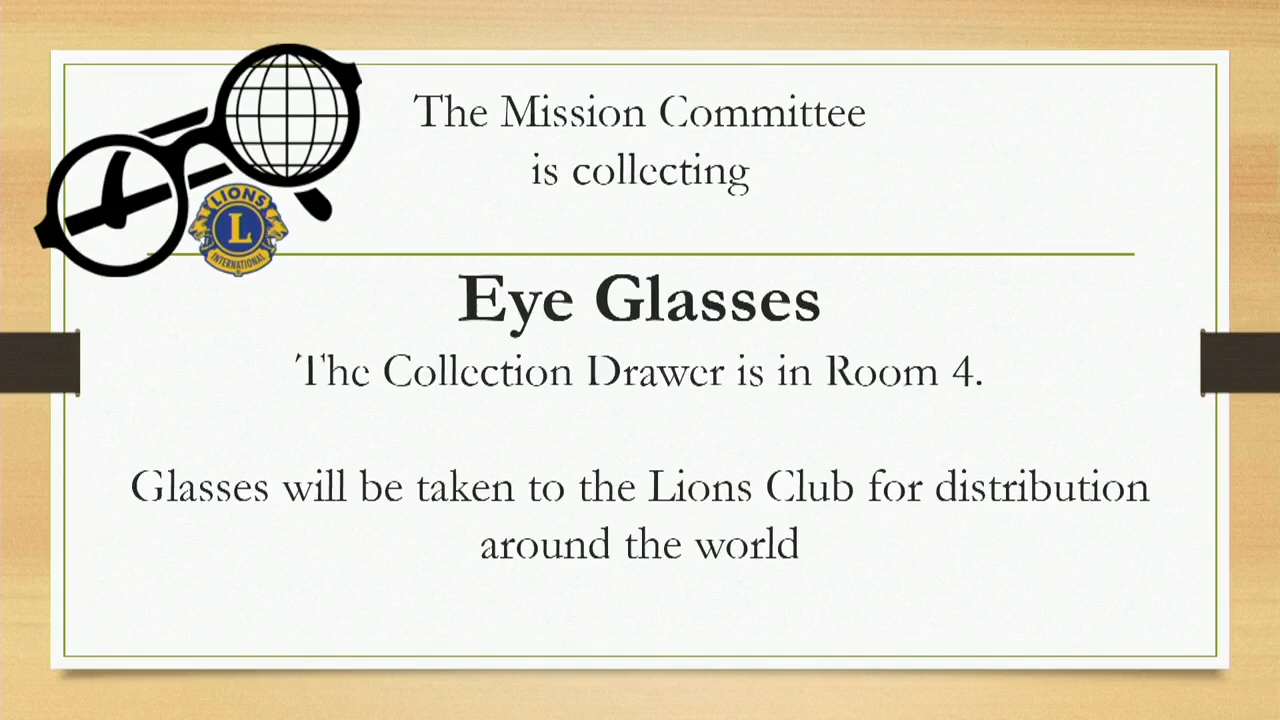 The Mission Committee
is collecting
LIONS
L
INTERNATIONAL
Eye Glasses
The Collection Drawer is in Room 4.
Glasses will be taken to the Lions Club for distribution
around the world